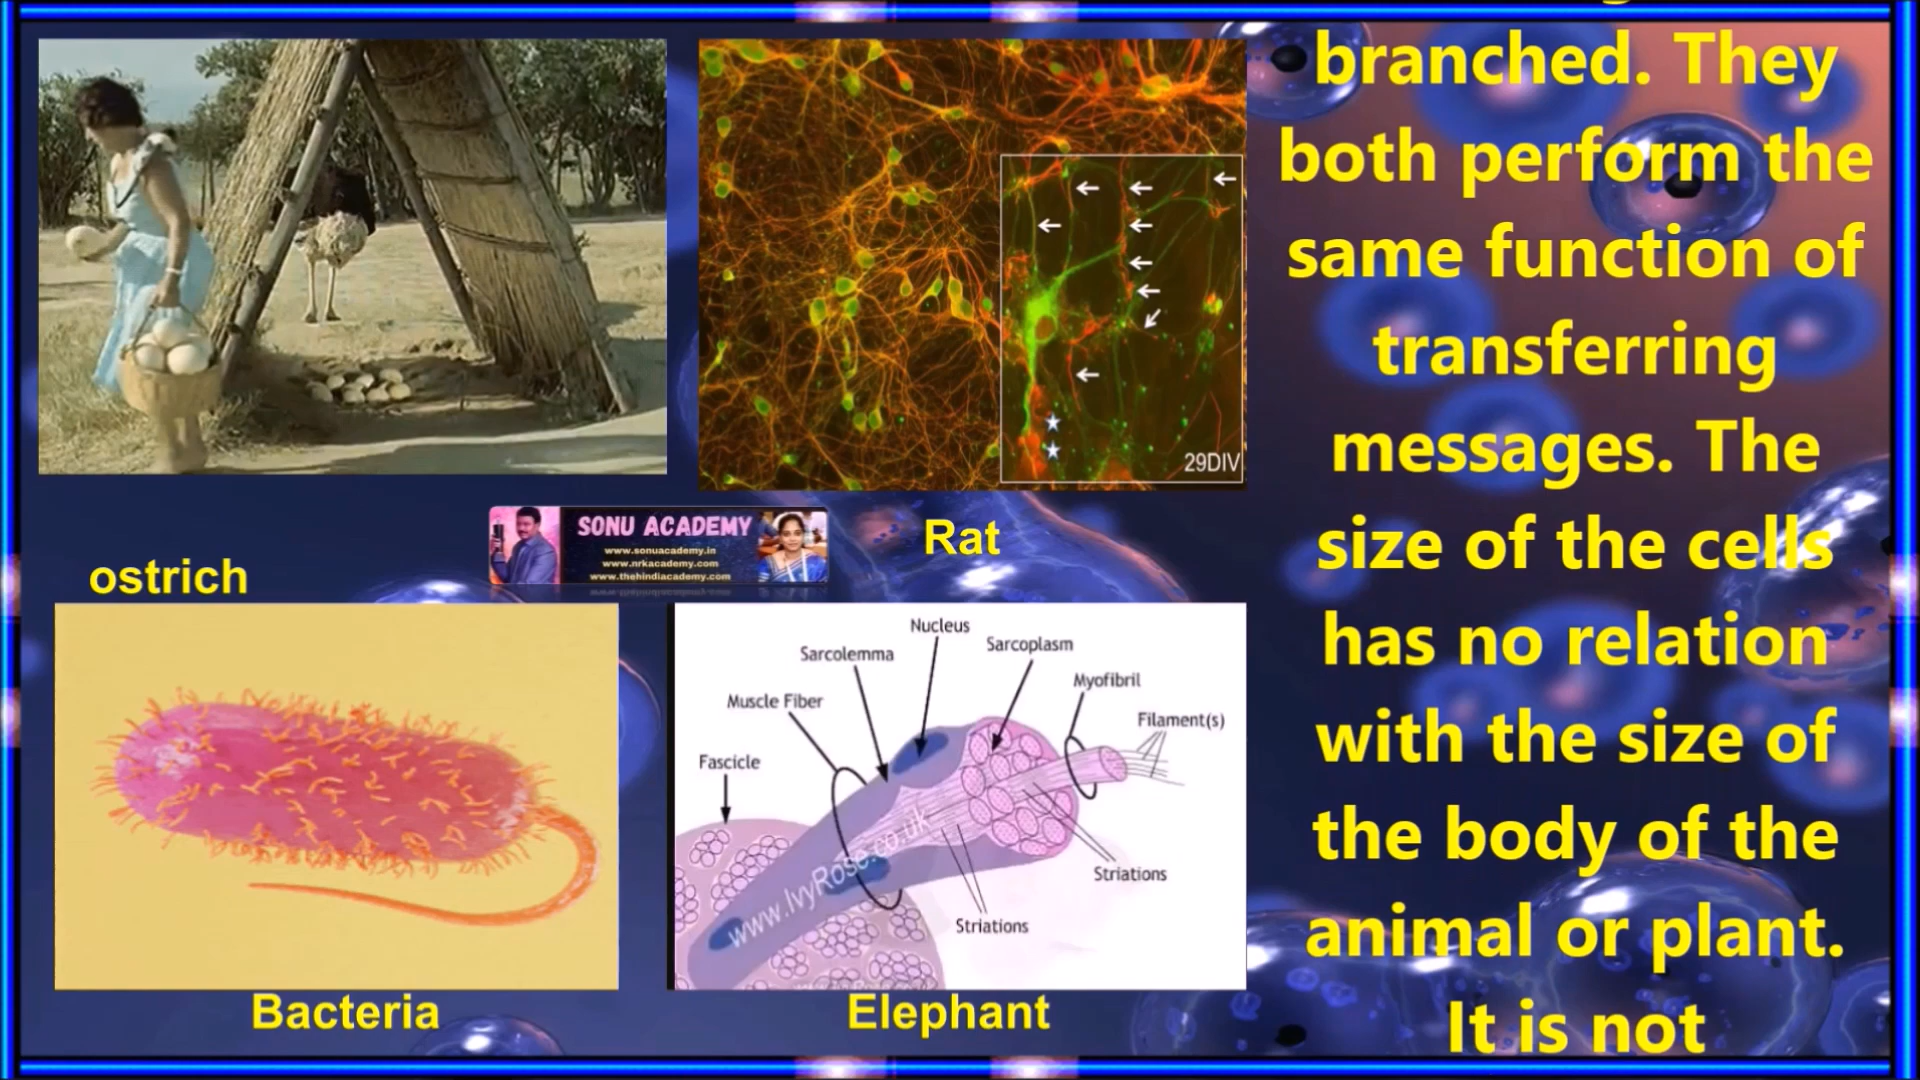 branched. They
both perform the
same function of
transferring
messages. The
size of the cells
has no relation
with the size of
the body of the
animal or plant.
It is not
29DIV
SONU ACADEMY
www.sonuacademy.in
www.nrkacademy.com
www.thehindiacademy.com
Rat
ostrich
Nucleus
Sarcolemma
Sarcoplasm
Muscle Fiber
Myofibril
Filament(s)
Fascicle
Striations
Striations
www.IvyRose.co.uk
Bacteria
Elephant